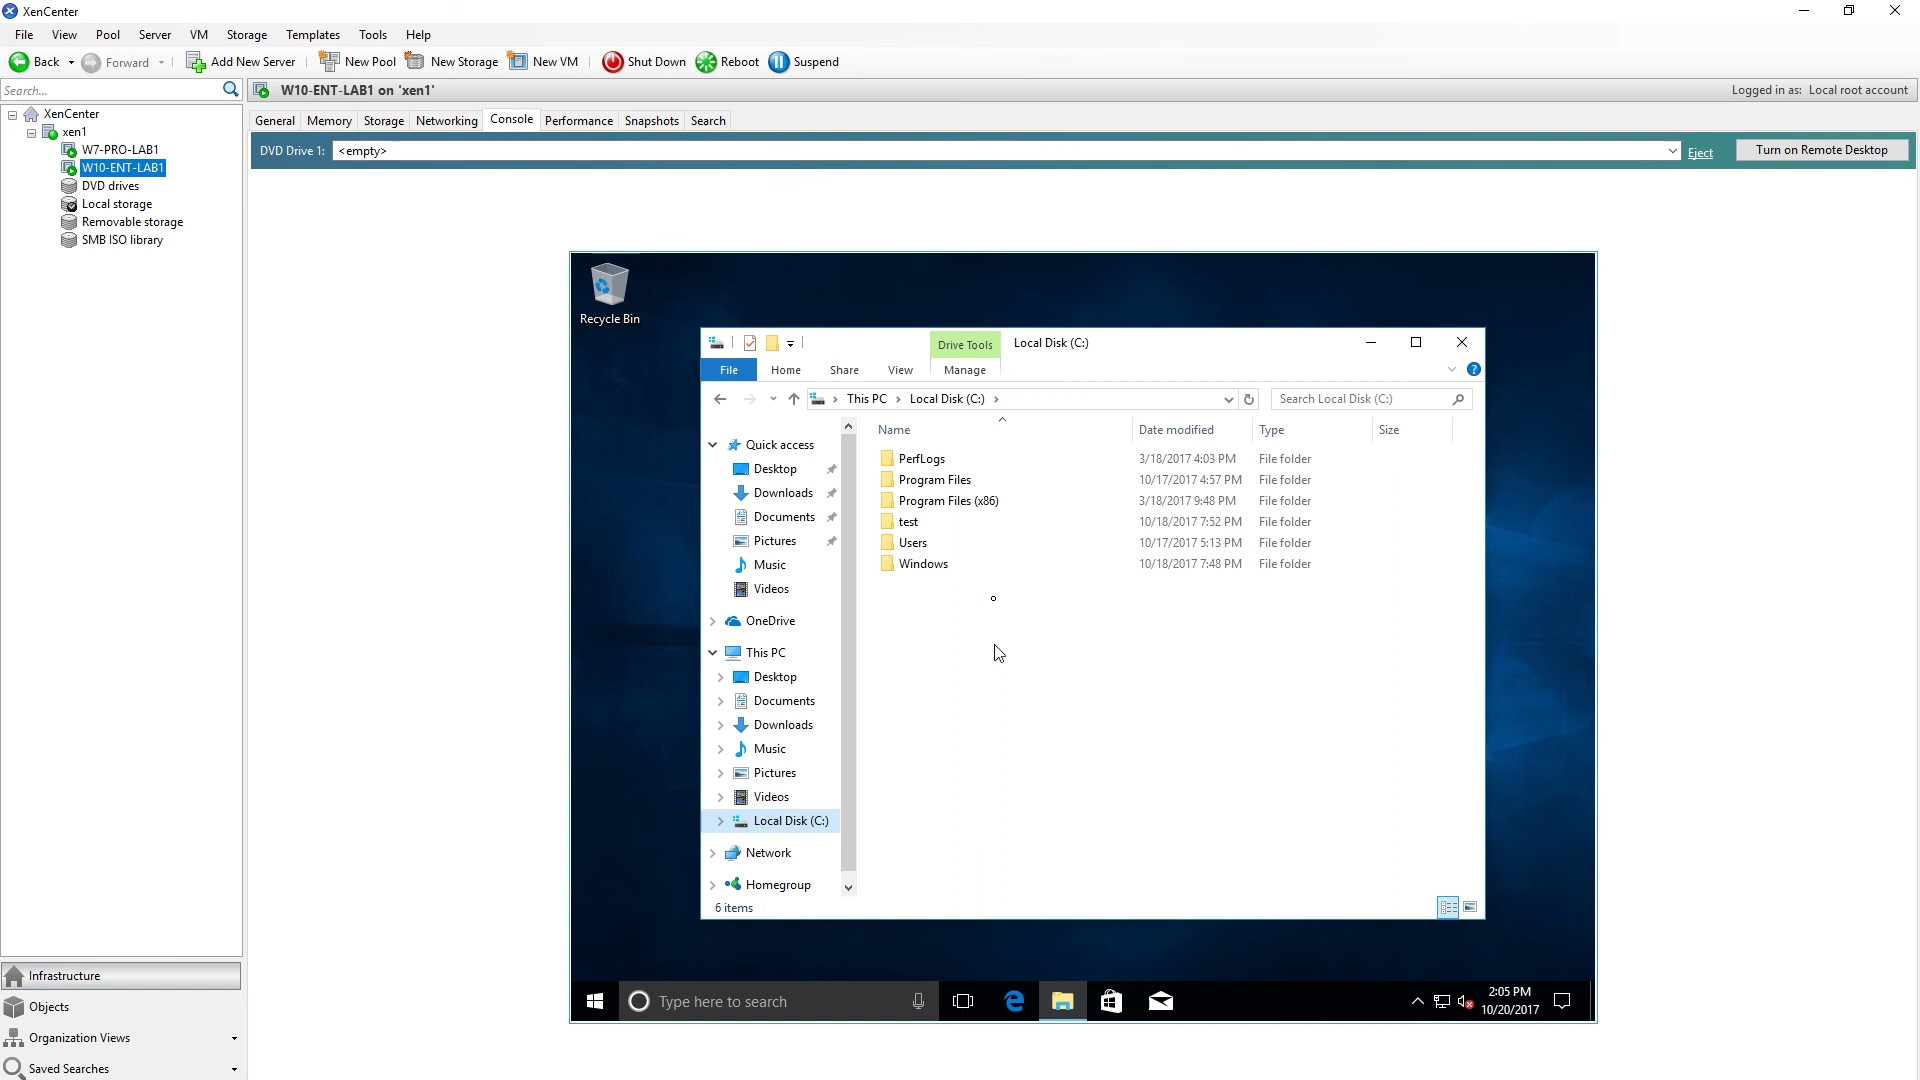 XenCenter
File View Pool Server VM Storage Templates Tools Help
Back Forward Add New Server New Pool New Storage New VM Shut Down Reboot Suspend
Search...
W10-ENT-LAB1 on 'xen1'
Logged in as: Local root account
XenCenter
xen1
W7-PRO-LAB1
W10-ENT-LAB1
DVD drives
Local storage
Removable storage
SMB ISO library
General Memory Storage Networking Console Performance Snapshots Search
DVD Drive 1: <empty> Eject Turn on Remote Desktop
Recycle Bin
Drive Tools Local Disk (C:)
File Home Share View Manage
This PC Local Disk (C:) Search Local Disk (C:)
Quick access
Desktop
Downloads
Documents
Pictures
Music
Videos
OneDrive
This PC
Desktop
Documents
Downloads
Music
Pictures
Videos
Local Disk (C:)
Network
Homegroup
Name Date modified Type Size
PerfLogs 3/18/2017 4:03 PM File folder
Program Files 10/17/2017 4:57 PM File folder
Program Files (x86) 3/18/2017 9:48 PM File folder
test 10/18/2017 7:52 PM File folder
Users 10/17/2017 5:13 PM File folder
Windows 10/18/2017 7:48 PM File folder
6 items
Type here to search
2:05 PM
10/20/2017
Infrastructure
Objects
Organization Views
Saved Searches